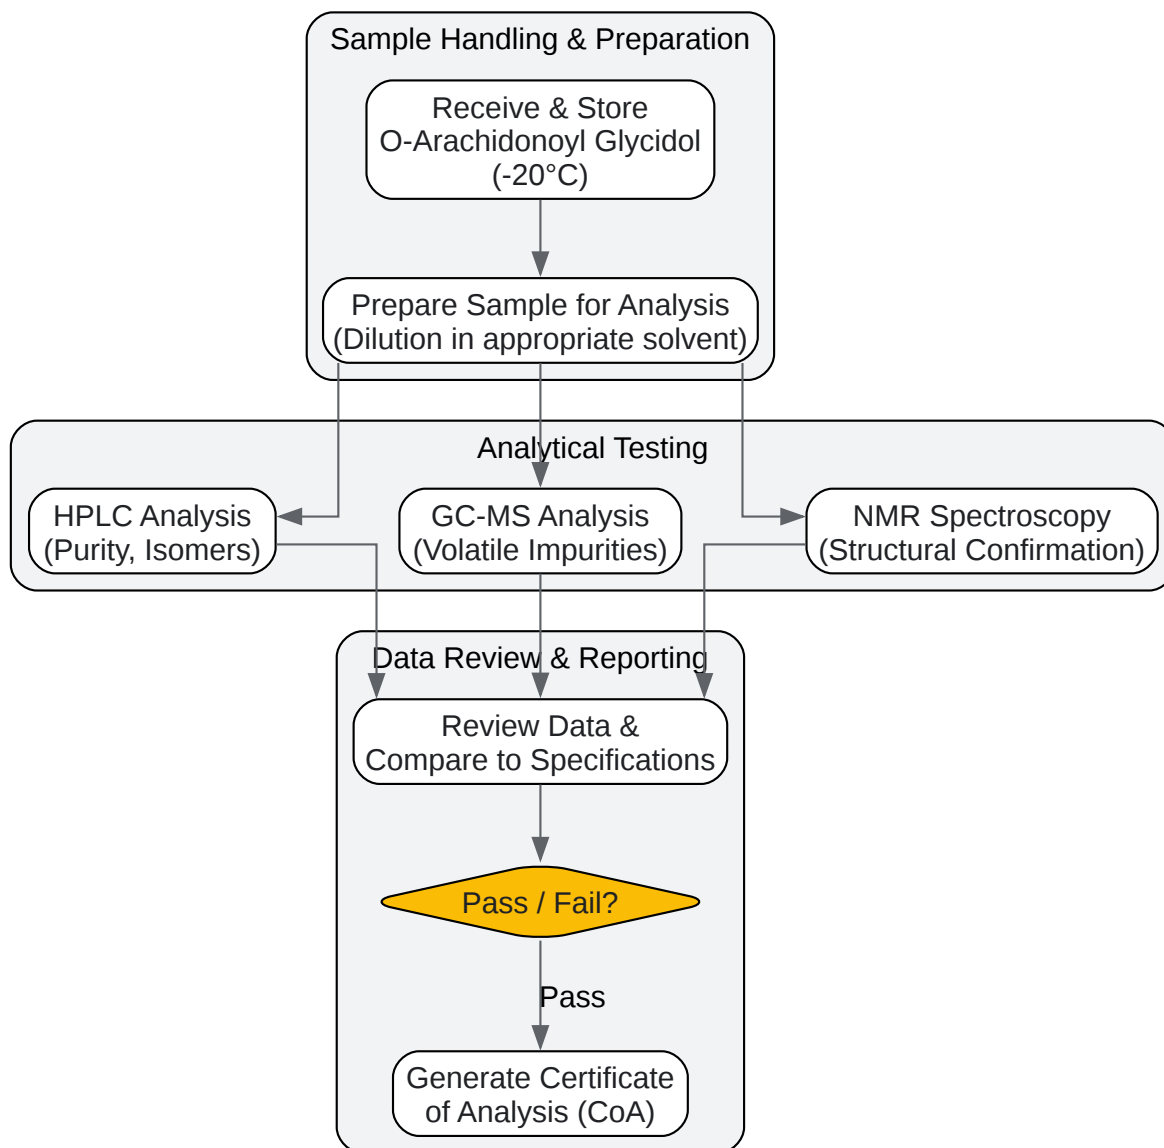 Sample Handling & Preparation
Receive & Store
O-Arachidonoyl Glycidol
(-20°C)
Prepare Sample for Analysis
(Dilution in appropriate solvent)
Analytical Testing
HPLC Analysis
(Purity, Isomers)
GC-MS Analysis
(Volatile Impurities)
NMR Spectroscopy
(Structural Confirmation)
Data Review & Reporting
Review Data &
Compare to Specifications
Pass / Fail?
Pass
Generate Certificate
of Analysis (CoA)